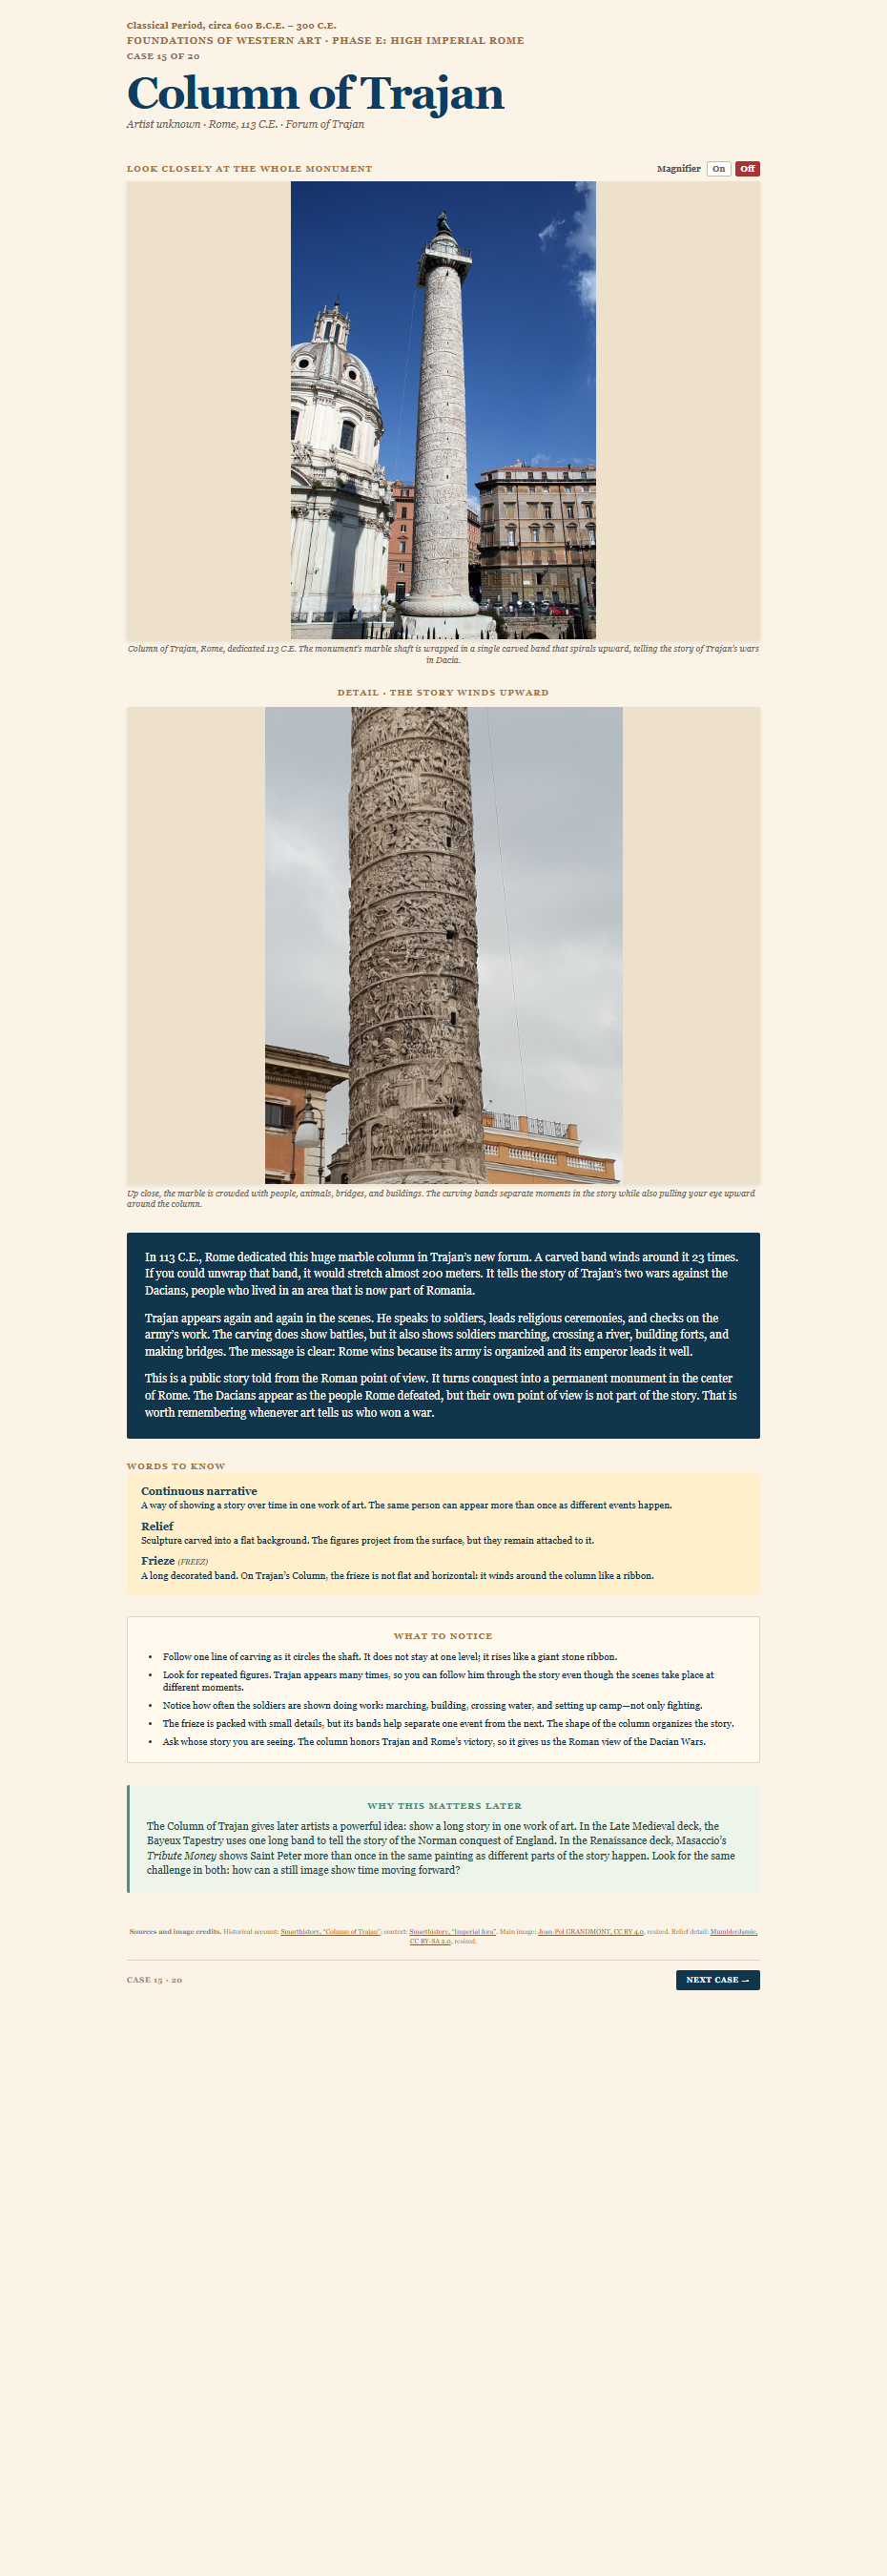 Classical Period, circa 600 B.C.E. – 300 C.E.
FOUNDATIONS OF WESTERN ART · PHASE E: HIGH IMPERIAL ROME
CASE 15 OF 20
Column of Trajan
Artist unknown · Rome, 113 C.E. · Forum of Trajan
LOOK CLOSELY AT THE WHOLE MONUMENT
Magnifier On Off
Column of Trajan, Rome, dedicated 113 C.E. The monument's marble shaft is wrapped in a single carved band that spirals upward, telling the story of Trajan's wars
in Dacia.
DETAIL · THE STORY WINDS UPWARD
Up close, the marble is crowded with people, animals, bridges, and buildings. The curving bands separate moments in the story while also pulling your eye upward
around the column.
In 113 C.E., Rome dedicated this huge marble column in Trajan's new forum. A carved band winds around it 23 times.
If you could unwrap that band, it would stretch almost 200 meters. It tells the story of Trajan's two wars against the
Dacians, people who lived in an area that is now part of Romania.
Trajan appears again and again in the scenes. He speaks to soldiers, leads religious ceremonies, and checks on the
army's work. The carving does show battles, but it also shows soldiers marching, crossing a river, building forts, and
making bridges. The message is clear: Rome wins because its army is organized and its emperor leads it well.
This is a public story told from the Roman point of view. It turns conquest into a permanent monument in the center
of Rome. The Dacians appear as the people Rome defeated, but their own point of view is not part of the story. That is
worth remembering whenever art tells us who won a war.
WORDS TO KNOW
Continuous narrative
A way of showing a story over time in one work of art. The same person can appear more than once as different events happen.
Relief
Sculpture carved into a flat background. The figures project from the surface, but they remain attached to it.
Frieze (FREEZ)
A long decorated band. On Trajan's Column, the frieze is not flat and horizontal: it winds around the column like a ribbon.
WHAT TO NOTICE
• Follow one line of carving as it circles the shaft. It does not stay at one level; it rises like a giant stone ribbon.
• Look for repeated figures. Trajan appears many times, so you can follow him through the story even though the scenes take place at
different moments.
• Notice how often the soldiers are shown doing work: marching, building, crossing water, and setting up camp—not only fighting.
• The frieze is packed with small details, but its bands help separate one event from the next. The shape of the column organizes the story.
• Ask whose story you are seeing. The column honors Trajan and Rome's victory, so it gives us the Roman view of the Dacian Wars.
WHY THIS MATTERS LATER
The Column of Trajan gives later artists a powerful idea: show a long story in one work of art. In the Late Medieval deck, the
Bayeux Tapestry uses one long band to tell the story of the Norman conquest of England. In the Renaissance deck, Masaccio's
Tribute Money shows Saint Peter more than once in the same painting as different parts of the story happen. Look for the same
challenge in both: how can a still image show time moving forward?
Sources and image credits. Historical account: Smarthistory, "Column of Trajan"; context: Smarthistory, "Imperial fora". Main image: Jean-Pol GRANDMONT, CC BY 4.0, resized. Relief detail: MumblerJamie,
CC BY-SA 2.0, resized.
CASE 15 · 20
NEXT CASE →